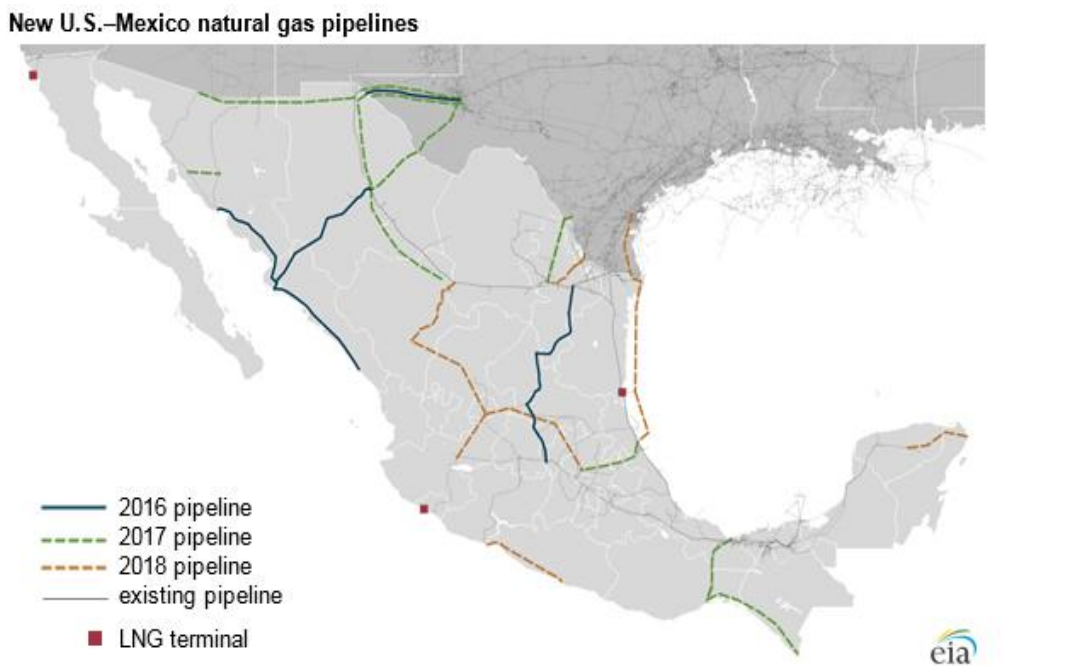 New U.S.–Mexico natural gas pipelines
2016 pipeline
2017 pipeline
2018 pipeline
existing pipeline
LNG terminal
eia